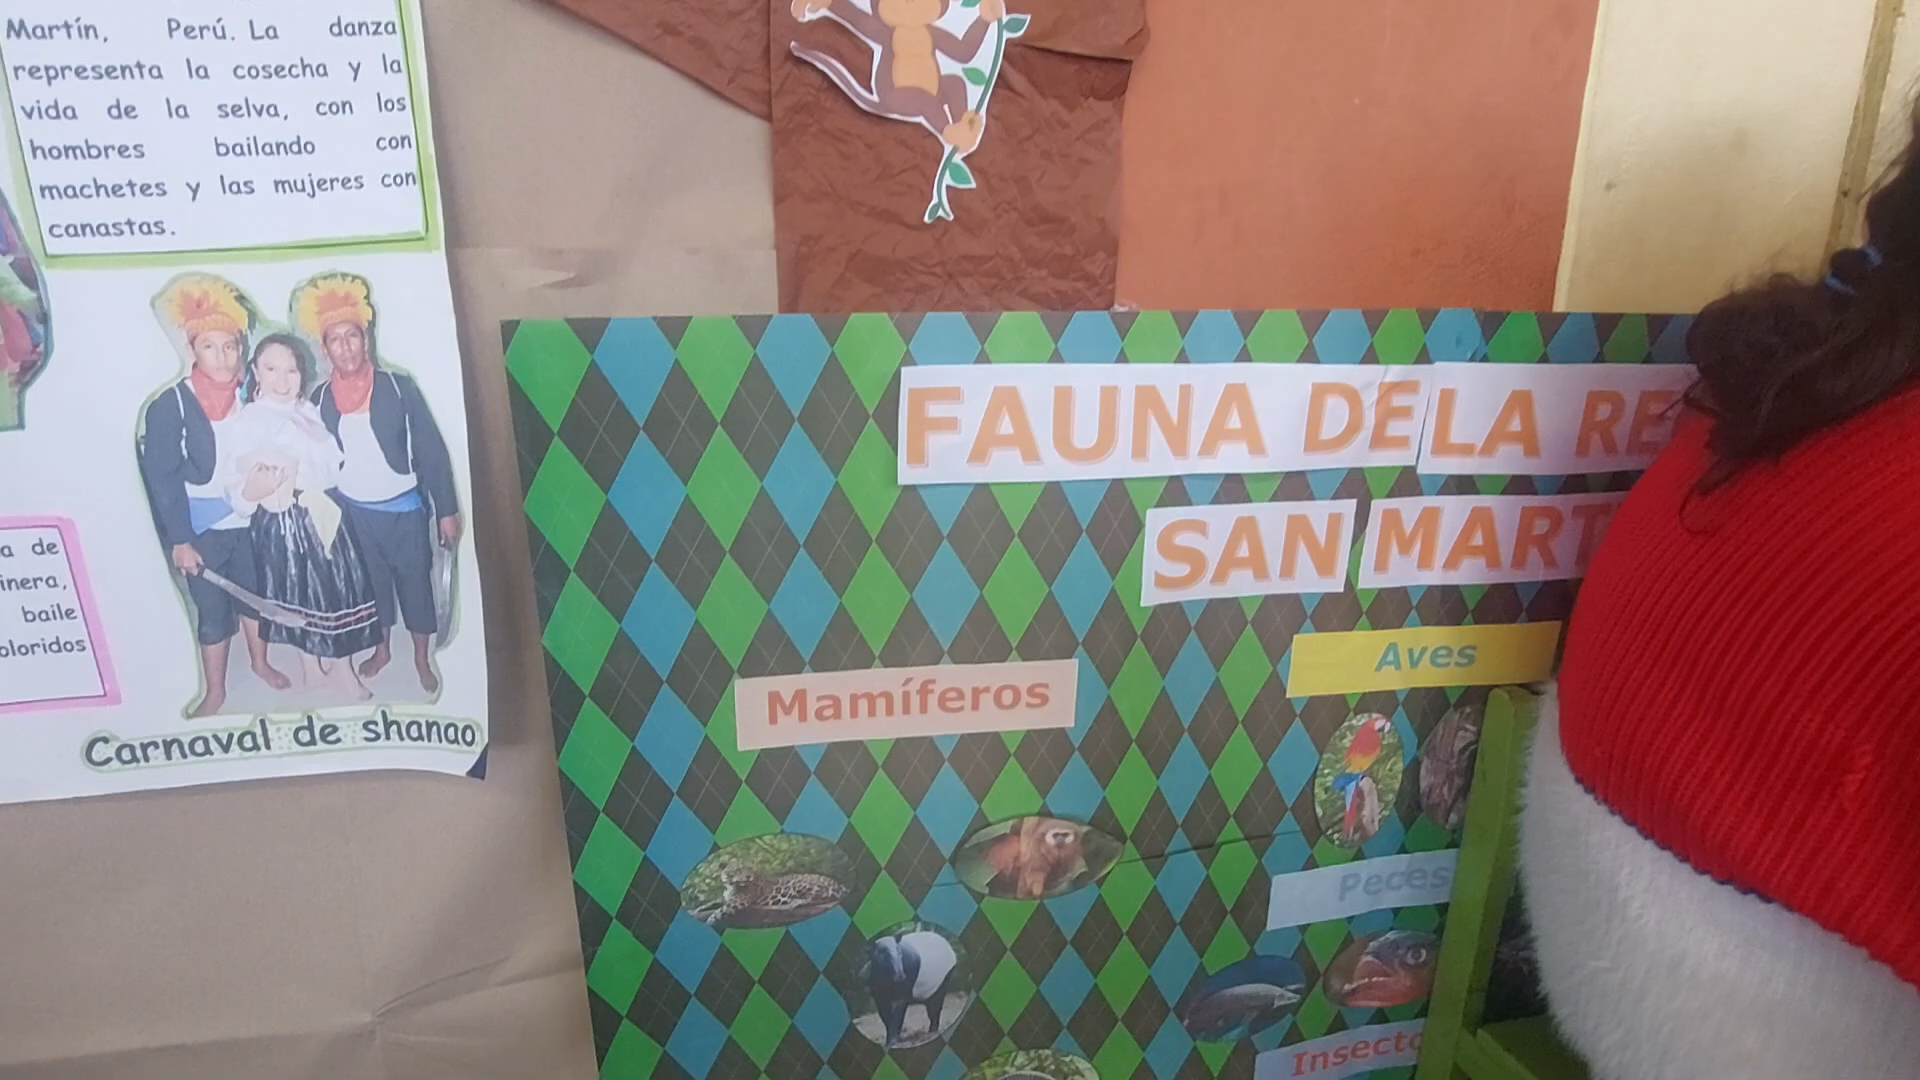 Martín, Perú. La danza
representa la cosecha y la
vida de la selva, con los
hombres bailando con
machetes y las mujeres con
canastas.
a de
inera,
baile
oloridos
Carnaval de shanao
FAUNA DE LA RE
SAN MART
Mamíferos
Aves
Peces
Insecto